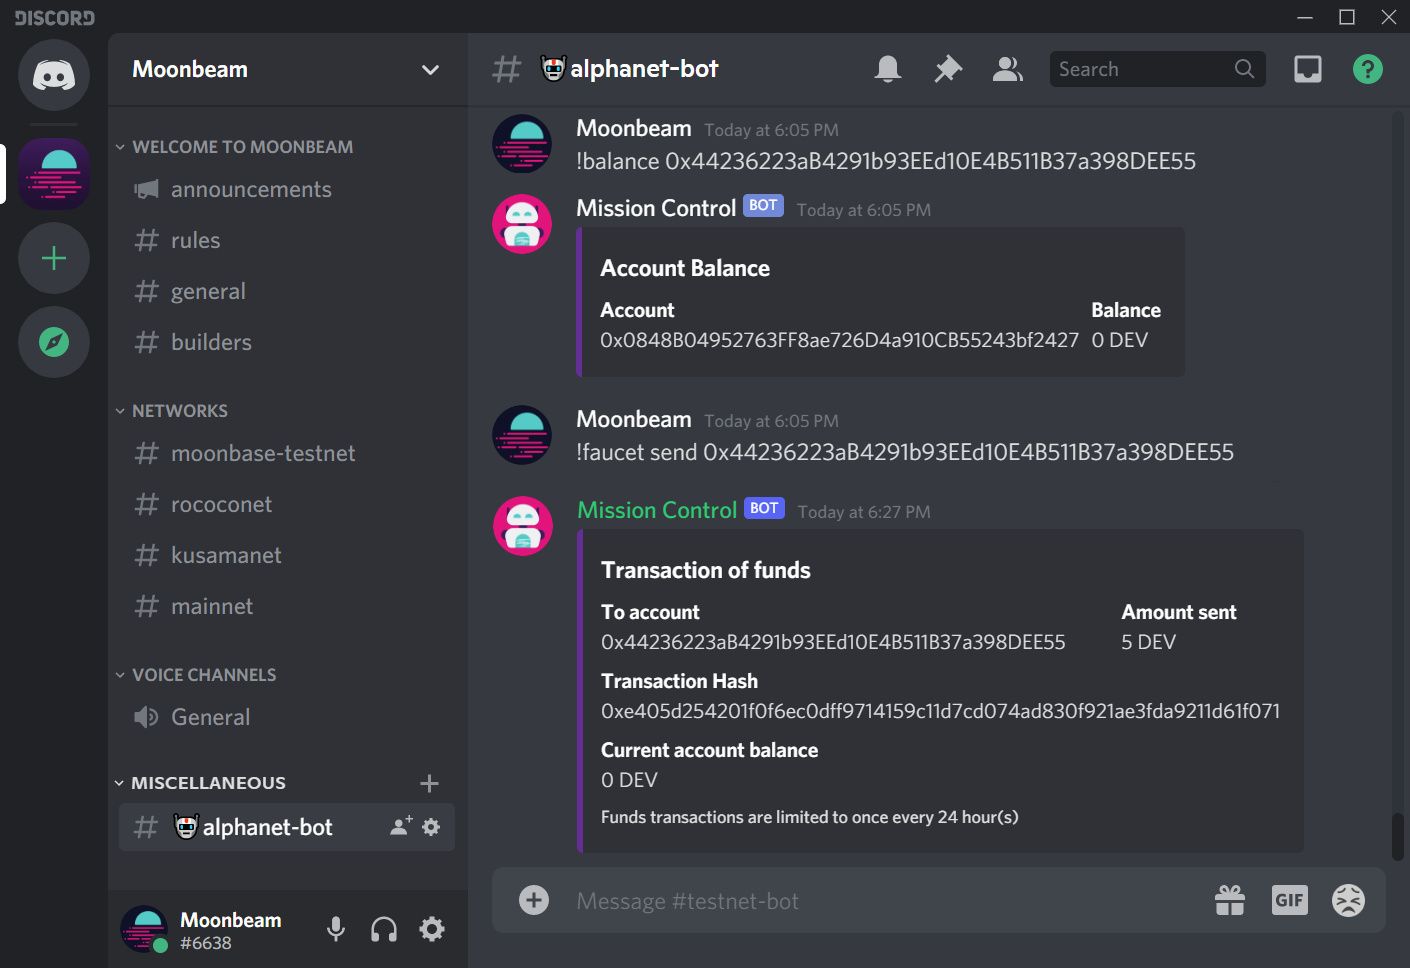 DISCORD
Moonbeam
WELCOME TO MOONBEAM
announcements
# rules
# general
# builders
NETWORKS
# moonbase-testnet
# rococonet
# kusamanet
# mainnet
VOICE CHANNELS
General
MISCELLANEOUS
# alphanet-bot
Moonbeam
#6638
# alphanet-bot
Search
?
Moonbeam Today at 6:05 PM
!balance 0x44236223aB4291b93EEd10E4B511B37a398DEE55
Mission Control BOT Today at 6:05 PM
Account Balance
Account Balance
0x0848B04952763FF8ae726D4a910CB55243bf2427 0 DEV
Moonbeam Today at 6:05 PM
!faucet send 0x44236223aB4291b93EEd10E4B511B37a398DEE55
Mission Control BOT Today at 6:27 PM
Transaction of funds
To account Amount sent
0x44236223aB4291b93EEd10E4B511B37a398DEE55 5 DEV
Transaction Hash
0xe405d254201f0f6ec0dff9714159c11d7cd074ad830f921ae3fda9211d61f071
Current account balance
0 DEV
Funds transactions are limited to once every 24 hour(s)
Message #testnet-bot
GIF